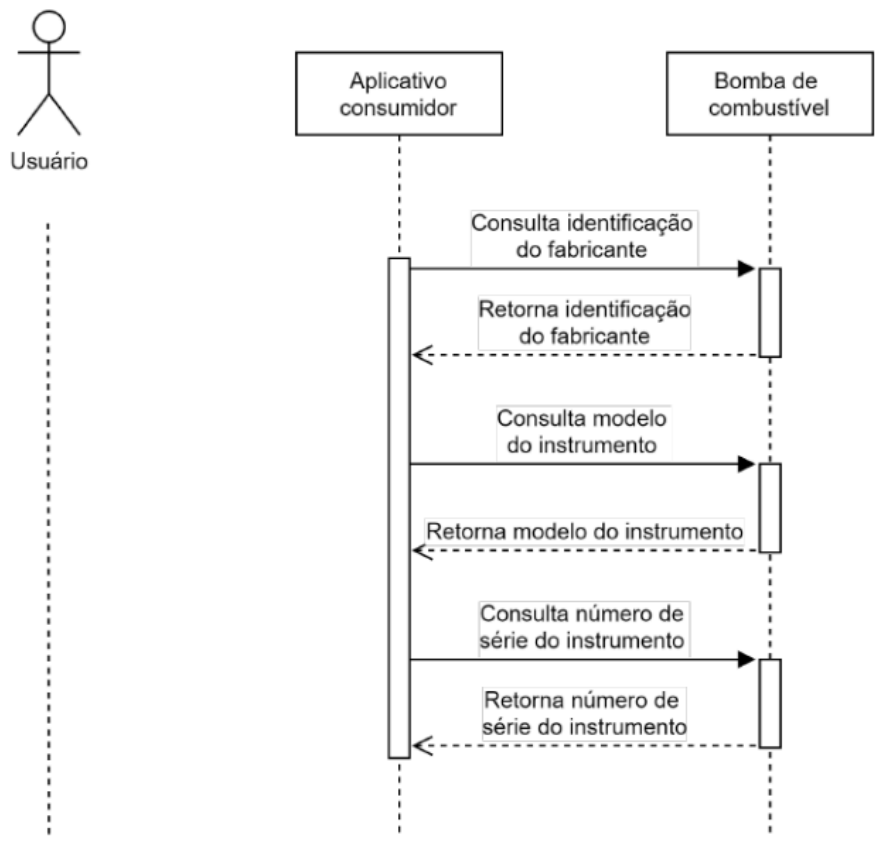 Usuário
Aplicativo
consumidor
Bomba de
combustível
Consulta identificação
do fabricante
Retorna identificação
do fabricante
Consulta modelo
do instrumento
Retorna modelo do instrumento
Consulta número de
série do instrumento
Retorna número de
série do instrumento